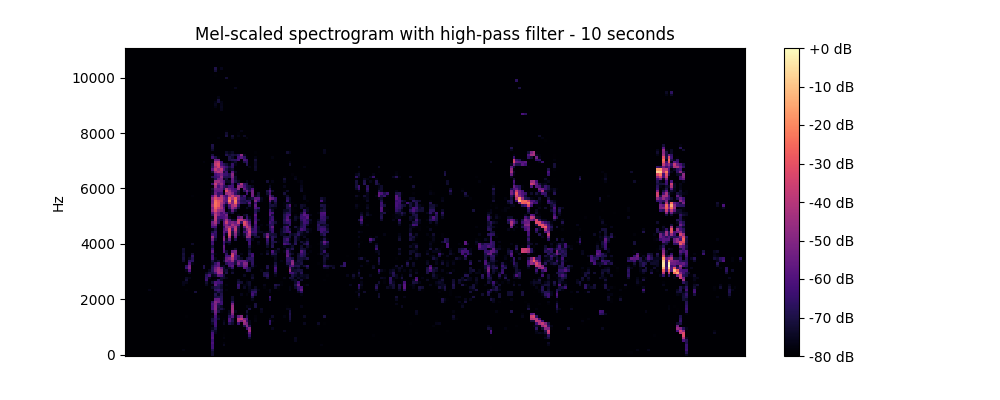 Mel-scaled spectrogram with high-pass filter - 10 seconds
Hz
10000
8000
6000
4000
2000
0
+0 dB
-10 dB
-20 dB
-30 dB
-40 dB
-50 dB
-60 dB
-70 dB
-80 dB